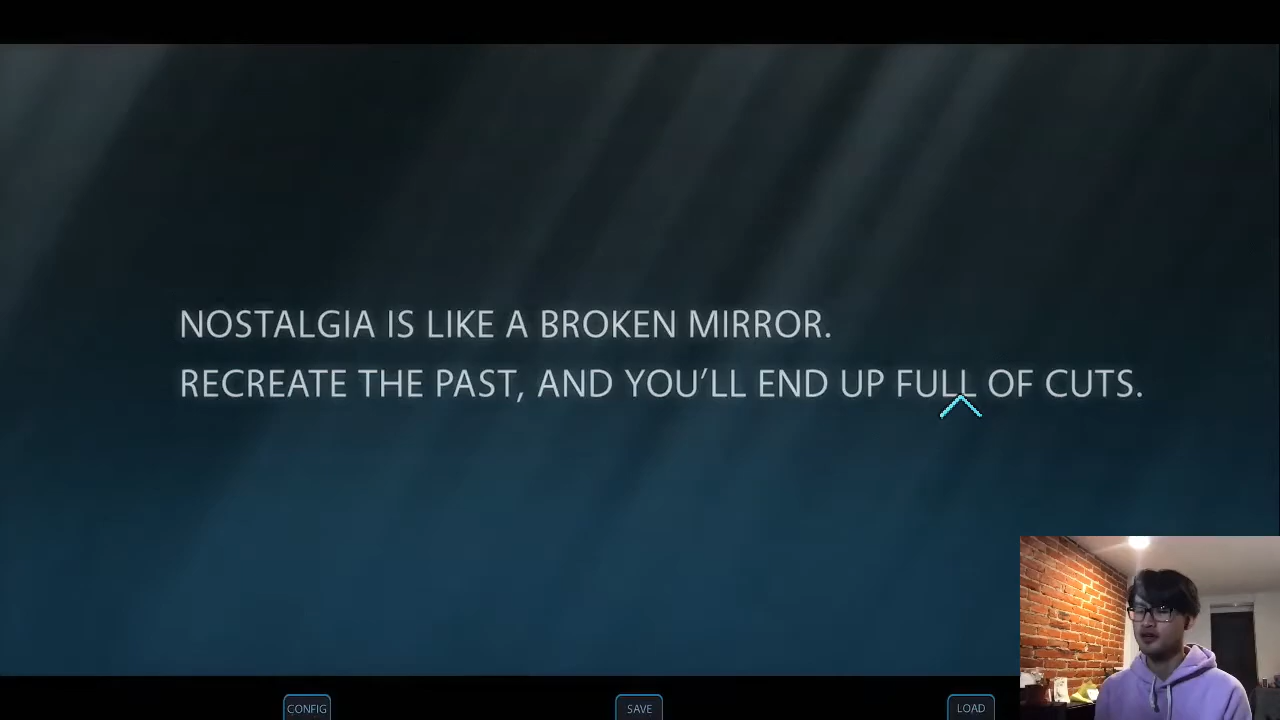 NOSTALGIA IS LIKE A BROKEN MIRROR.
RECREATE THE PAST, AND YOU’LL END UP FULL OF CUTS.
CONFIG
SAVE
LOAD